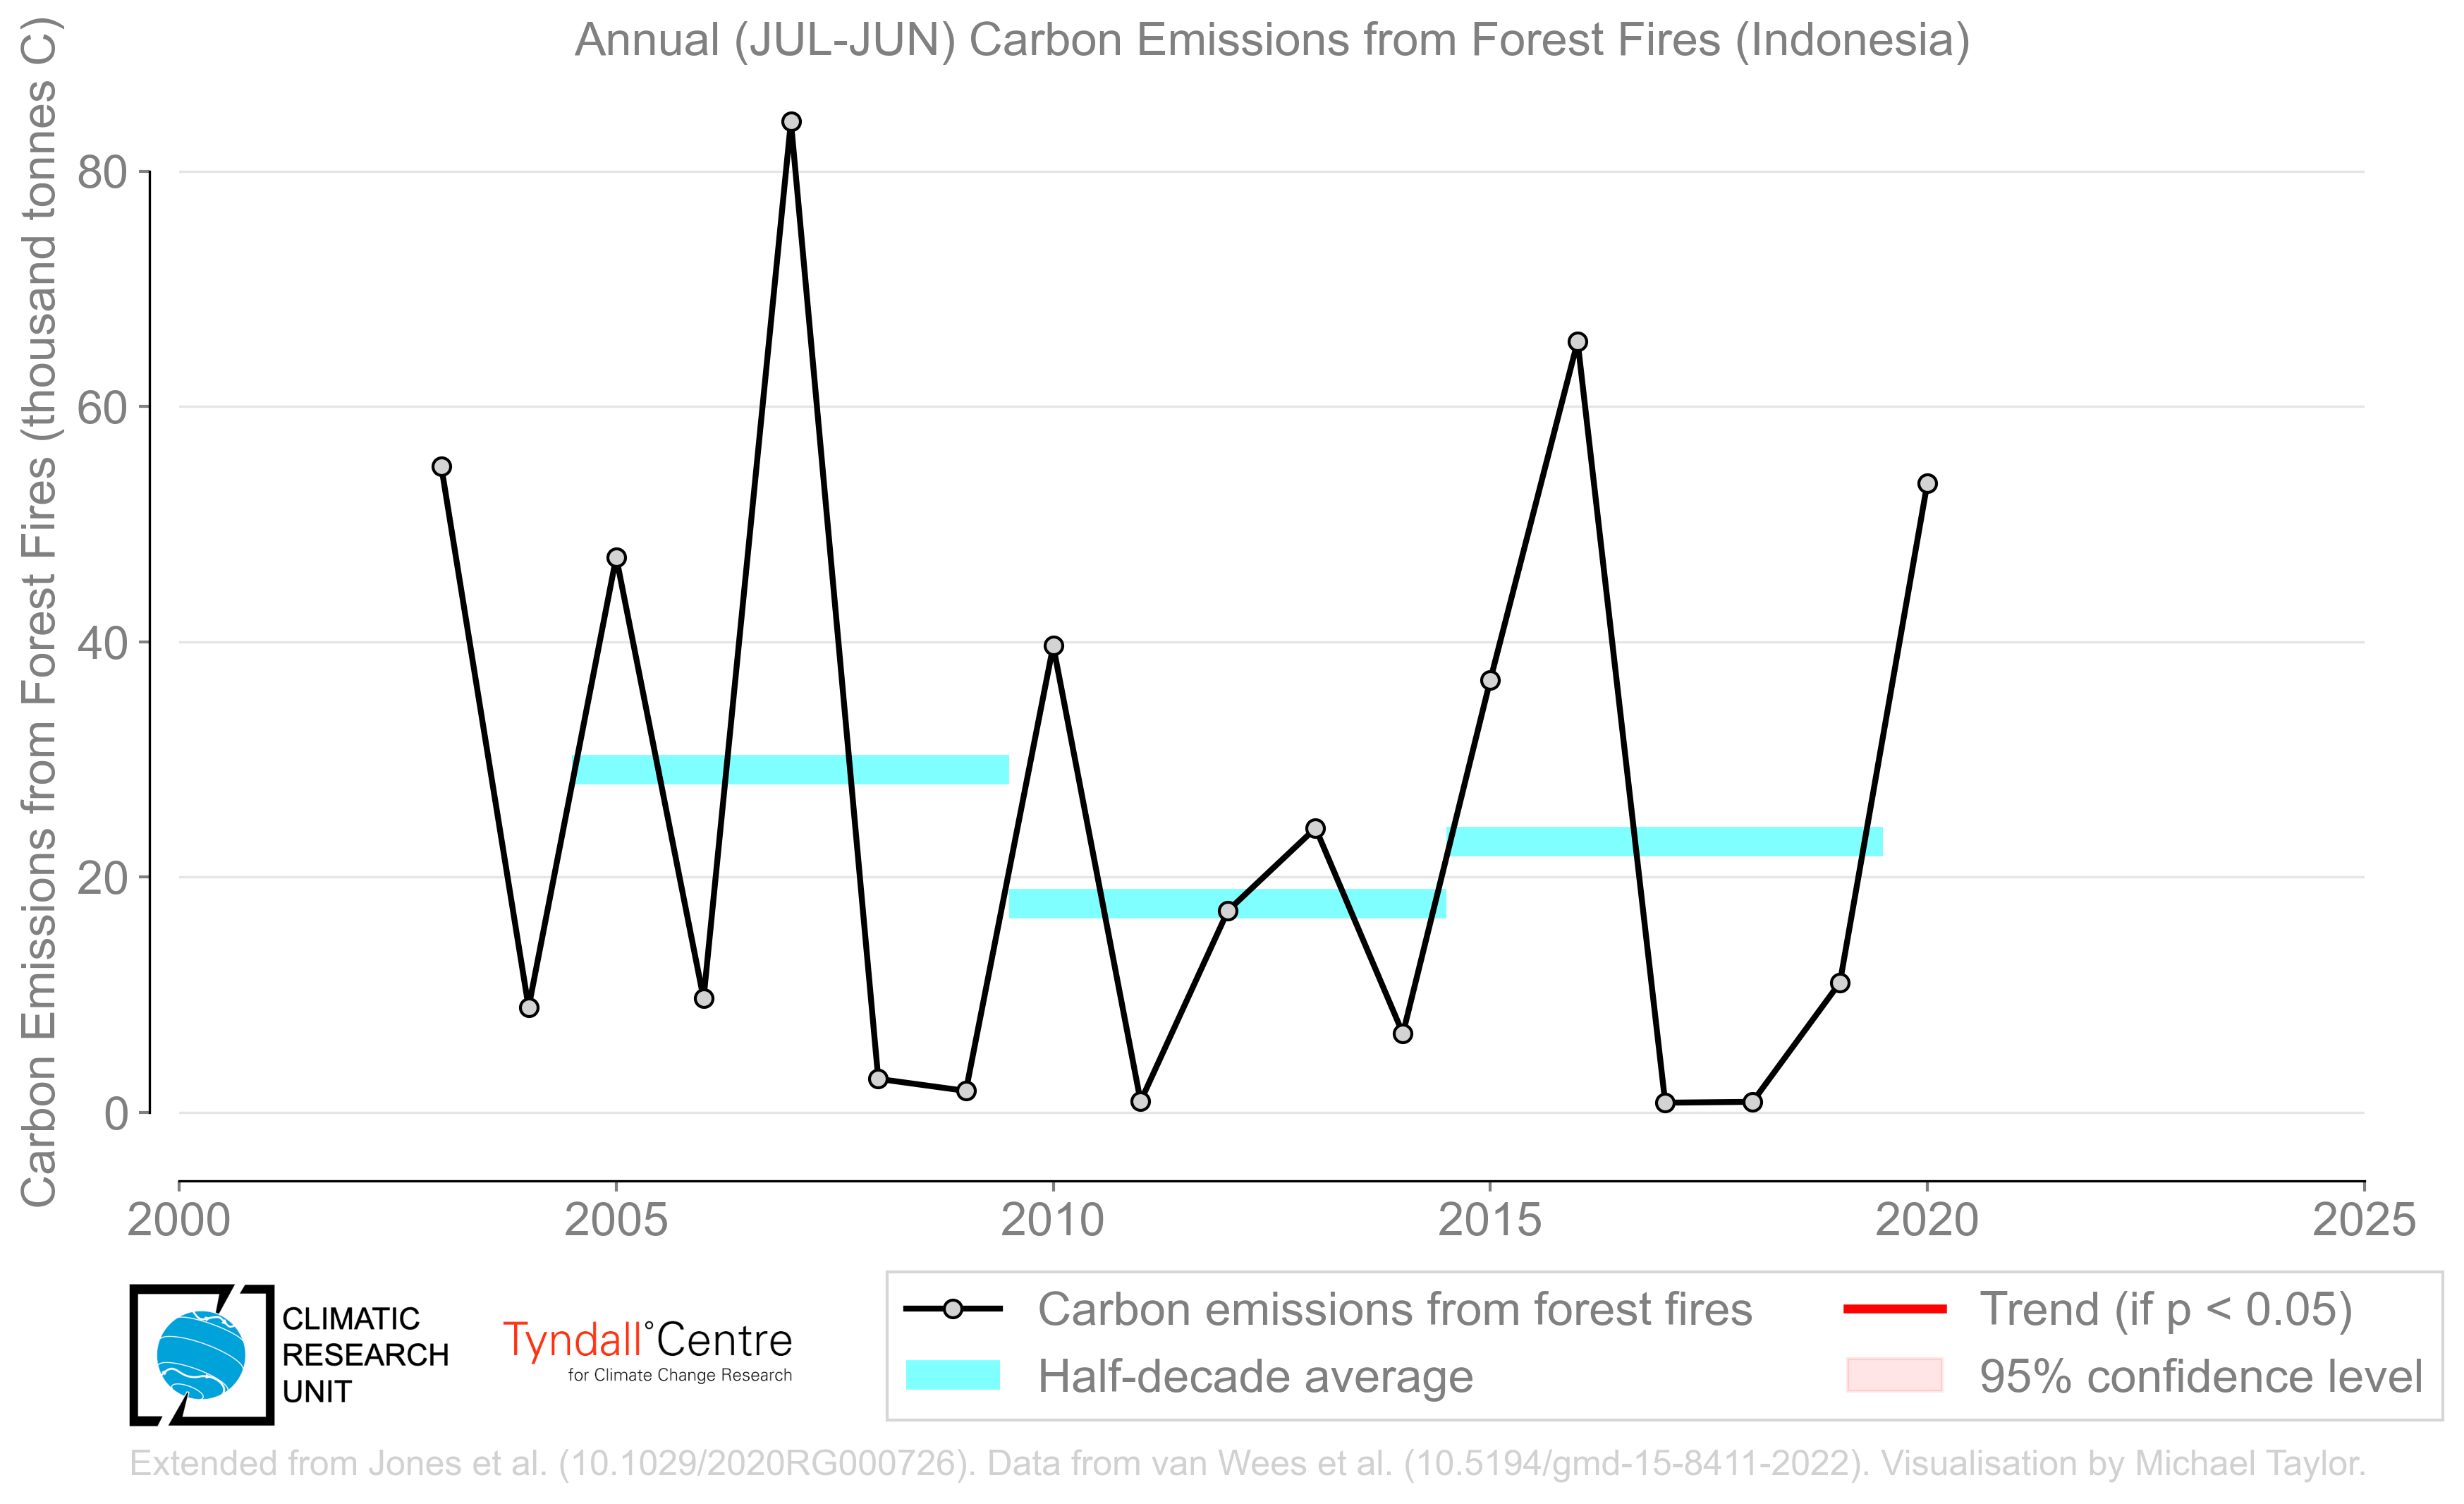 Annual (JUL-JUN) Carbon Emissions from Forest Fires (Indonesia)
Carbon Emissions from Forest Fires (thousand tonnes C)
80
60
40
20
0
2000 2005 2010 2015 2020 2025
CLIMATIC
RESEARCH
UNIT
Tyndall°Centre
for Climate Change Research
Carbon emissions from forest fires
Half-decade average
Trend (if p < 0.05)
95% confidence level
Extended from Jones et al. (10.1029/2020RG000726). Data from van Wees et al. (10.5194/gmd-15-8411-2022). Visualisation by Michael Taylor.